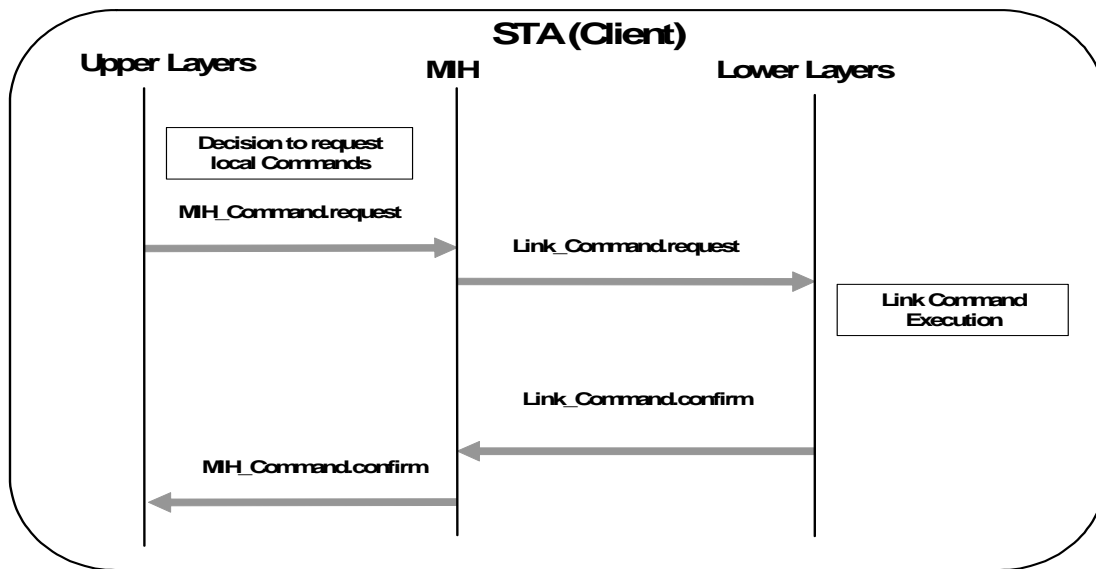 STA (Client)
Upper Layers
MIH
Lower Layers
Decision to request
local Commands
MIH_Command.request
Link_Command.request
Link Command
Execution
Link_Command.confirm
MIH_Command.confirm